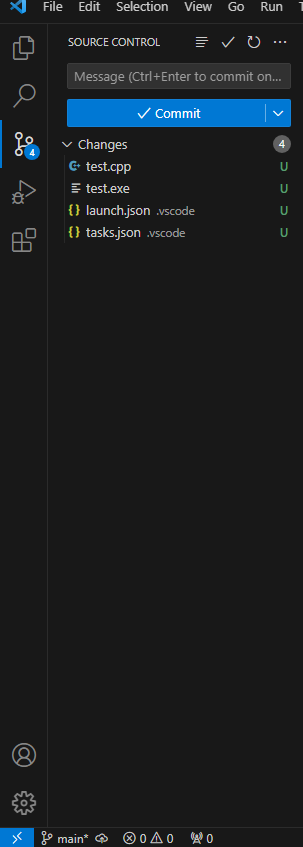 File Edit Selection View Go Run
SOURCE CONTROL
Message (Ctrl+Enter to commit on...
Commit
Changes 4
test.cpp U
test.exe U
launch.json .vscode U
tasks.json .vscode U
4
main* 0 0 0